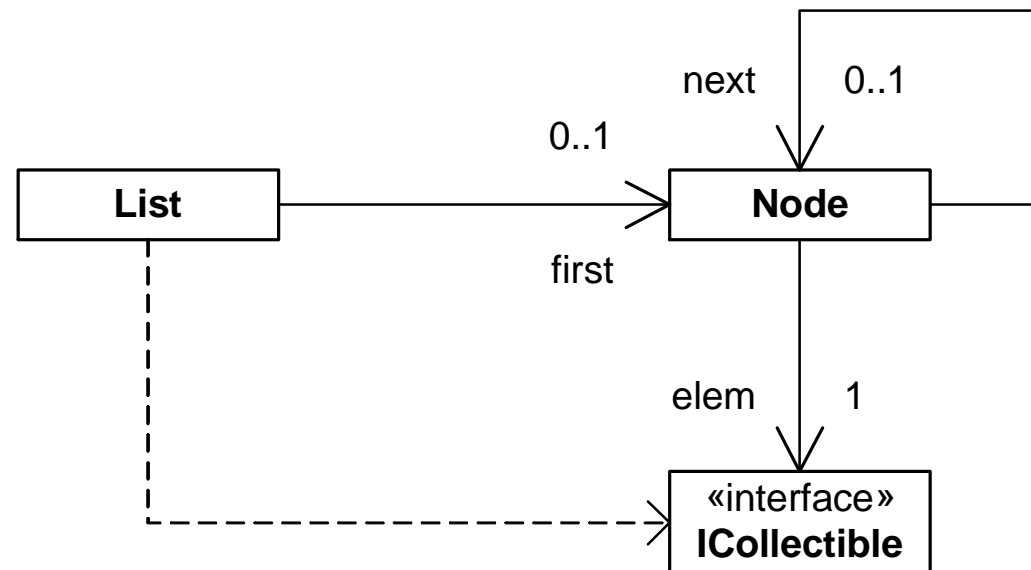 next 0..1
0..1
List
Node
first
elem 1
«interface»
ICollectible